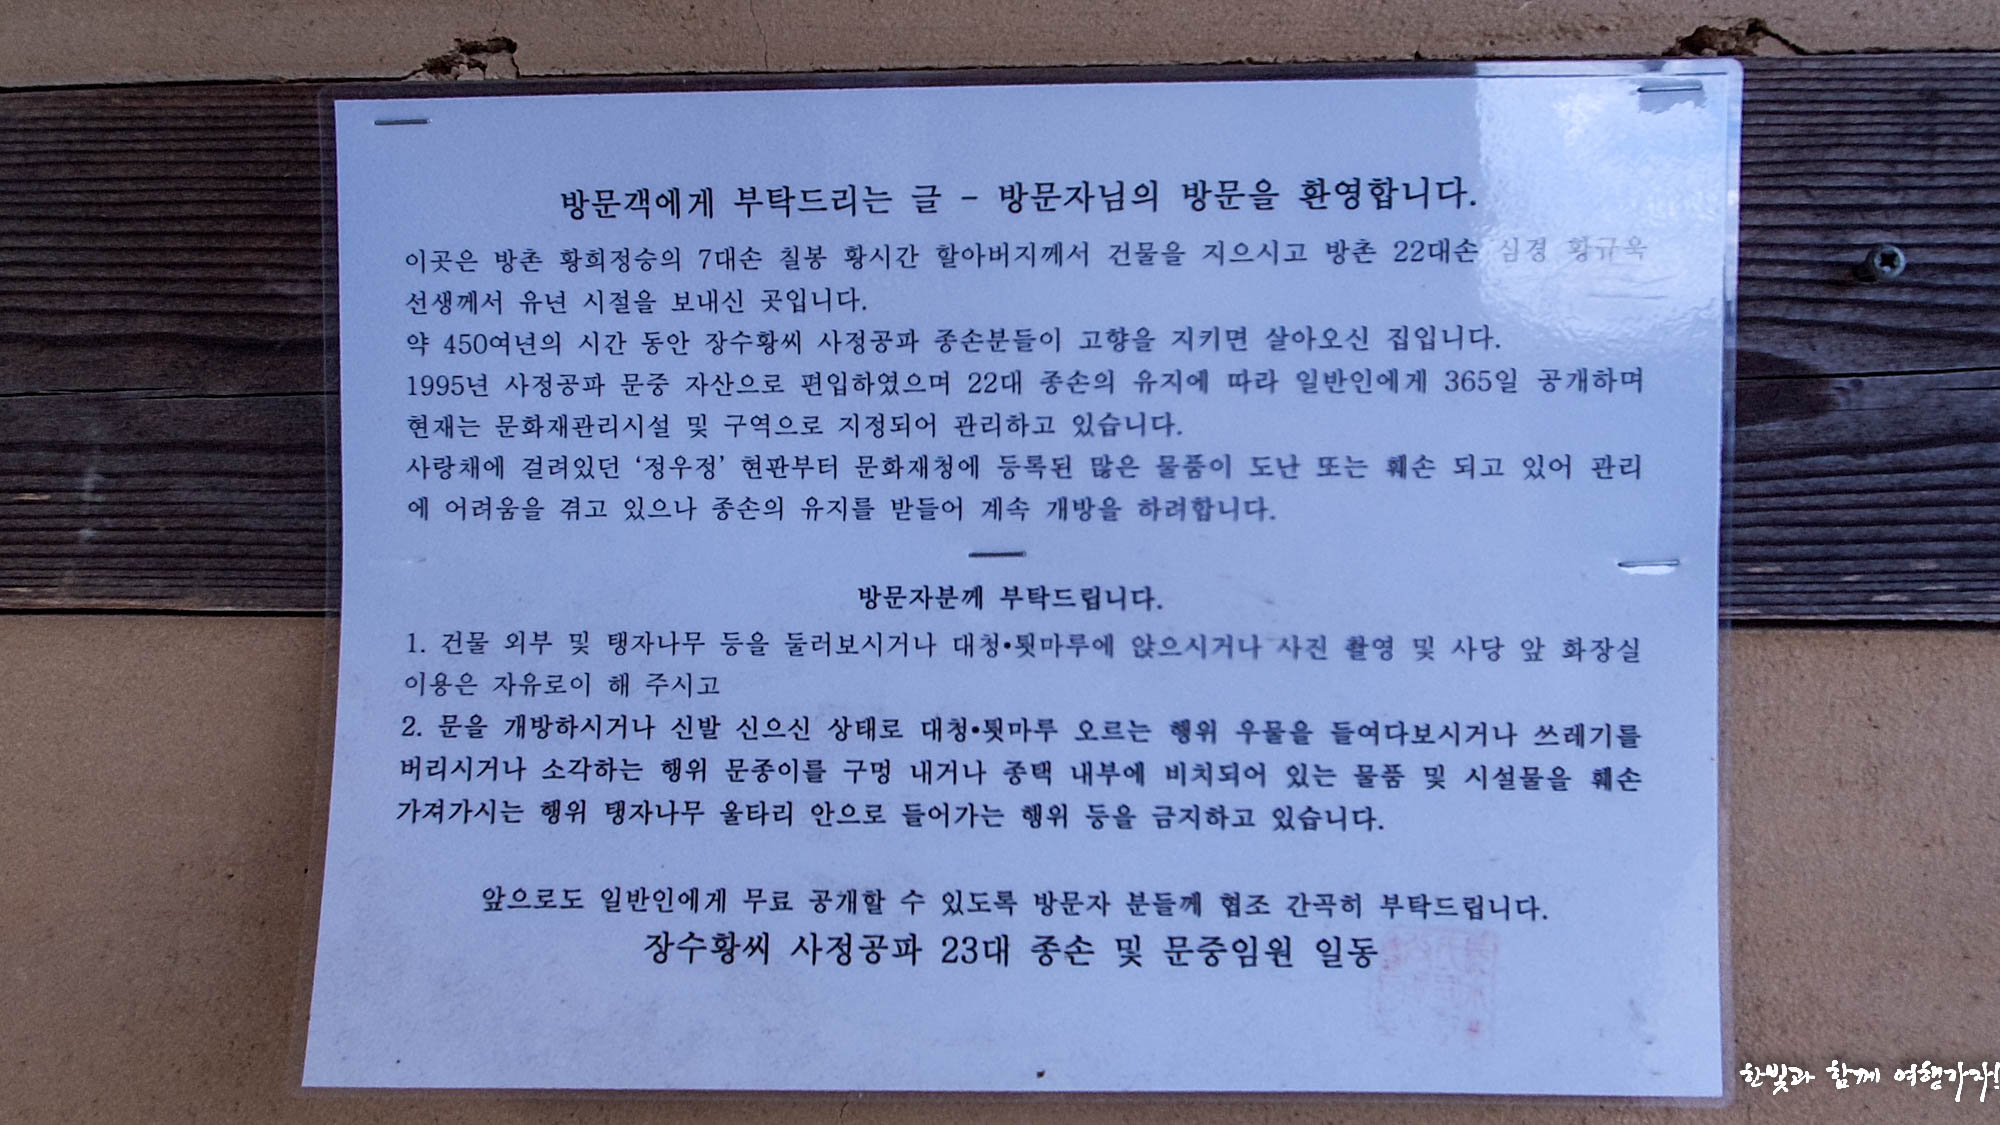 방문객에게 부탁드리는 글 - 방문자님의 방문을 환영합니다.
이곳은 방촌 황희정승의 7대손 칠봉 황시간 할아버지께서 건물을 지으시고 방촌 22대손 심경 황규욱
선생께서 유년 시절을 보내신 곳입니다.
약 450여년의 시간 동안 장수황씨 사정공파 종손분들이 고향을 지키면 살아오신 집입니다.
1995년 사정공파 문중 자산으로 편입하였으며 22대 종손의 유지에 따라 일반인에게 365일 공개하며
현재는 문화재관리시설 및 구역으로 지정되어 관리하고 있습니다.
사랑채에 걸려있던 ‘정우정’ 현판부터 문화재청에 등록된 많은 물품이 도난 또는 훼손 되고 있어 관리
에 어려움을 겪고 있으나 종손의 유지를 받들어 계속 개방을 하려합니다.
방문자분께 부탁드립니다.
1. 건물 외부 및 탱자나무 등을 둘러보시거나 대청•툇마루에 앉으시거나 사진 촬영 및 사당 앞 화장실
이용은 자유로이 해 주시고
2. 문을 개방하시거나 신발 신으신 상태로 대청•툇마루 오르는 행위 우물을 들여다보시거나 쓰레기를
버리시거나 소각하는 행위 문종이를 구멍 내거나 종택 내부에 비치되어 있는 물품 및 시설물을 훼손
가져가시는 행위 탱자나무 울타리 안으로 들어가는 행위 등을 금지하고 있습니다.
앞으로도 일반인에게 무료 공개할 수 있도록 방문자 분들께 협조 간곡히 부탁드립니다.
장수황씨 사정공파 23대 종손 및 문중임원 일동
한빛과 함께 여행가자!